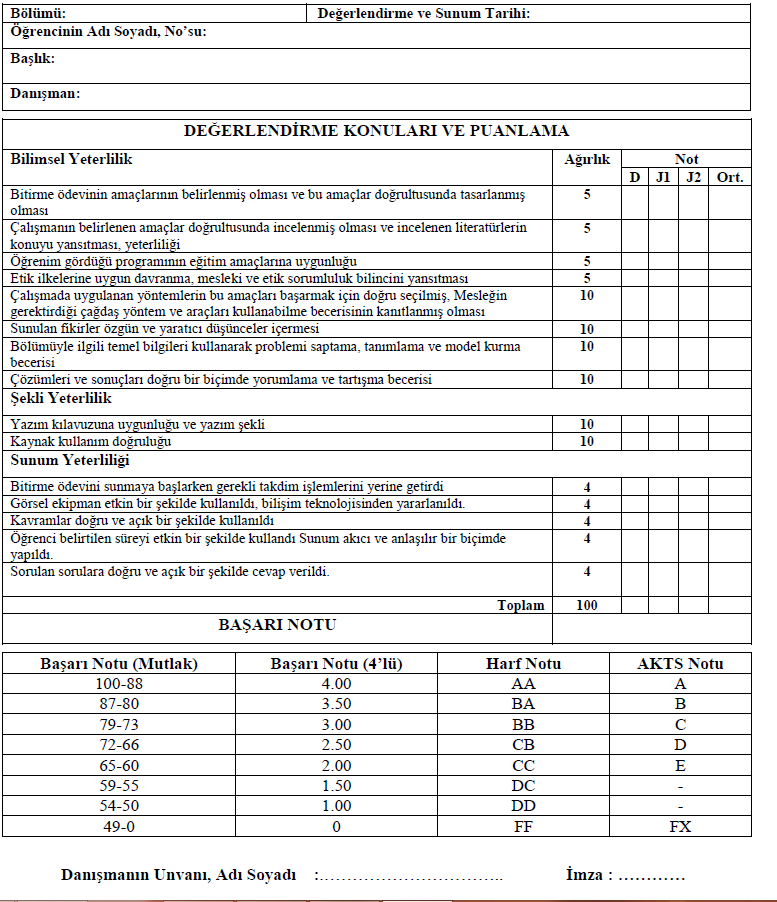 Bölümü: Değerlendirme ve Sunum Tarihi:
Öğrencinin Adı Soyadı, No’su:
Başlık:
Danışman:
DEĞERLENDİRME KONULARI VE PUANLAMA
Bilimsel Yeterlilik Ağırlık Not
D J1 J2 Ort.
Bitirme ödevinin amaçlarının belirlenmiş olması ve bu amaçlar doğrultusunda tasarlanmış 5
olması
Çalışmanın belirlenen amaçlar doğrultusunda incelenmiş olması ve incelenen literatürlerin 5
konuyu yansıtması, yeterliliği
Öğrenim gördüğü programının eğitim amaçlarına uygunluğu 5
Etik ilkelerine uygun davranma, mesleki ve etik sorumluluk bilincini yansıtması 5
Çalışmada uygulanan yöntemlerin bu amaçları başarmak için doğru seçilmiş, Mesleğin 10
gerektirdiği çağdaş yöntem ve araçları kullanabilme becerisinin kanıtlanmış olması
Sunulan fikirler özgün ve yaratıcı düşünceler içermesi 10
Bölümüyle ilgili temel bilgileri kullanarak problemi saptama, tanımlama ve model kurma 10
becerisi
Çözümleri ve sonuçları doğru bir biçimde yorumlama ve tartışma becerisi 10
Şekli Yeterlilik
Yazım kılavuzuna uygunluğu ve yazım şekli 10
Kaynak kullanım doğruluğu 10
Sunum Yeterliliği
Bitirme ödevini sunmaya başlarken gerekli takdim işlemlerini yerine getirdi 4
Görsel ekipman etkin bir şekilde kullanıldı, bilişim teknolojisinden yararlanıldı. 4
Kavramlar doğru ve açık bir şekilde kullanıldı 4
Öğrenci belirtilen süreyi etkin bir şekilde kullandı Sunum akıcı ve anlaşılır bir biçimde 4
yapıldı.
Sorulan sorulara doğru ve açık bir şekilde cevap verildi. 4
Toplam 100
BAŞARI NOTU
Başarı Notu (Mutlak) Başarı Notu (4’lü) Harf Notu AKTS Notu
100-88 4.00 AA A
87-80 3.50 BA B
79-73 3.00 BB C
72-66 2.50 CB D
65-60 2.00 CC E
59-55 1.50 DC -
54-50 1.00 DD -
49-0 0 FF FX
Danışmanın Unvanı, Adı Soyadı :…………………………….. İmza : …………